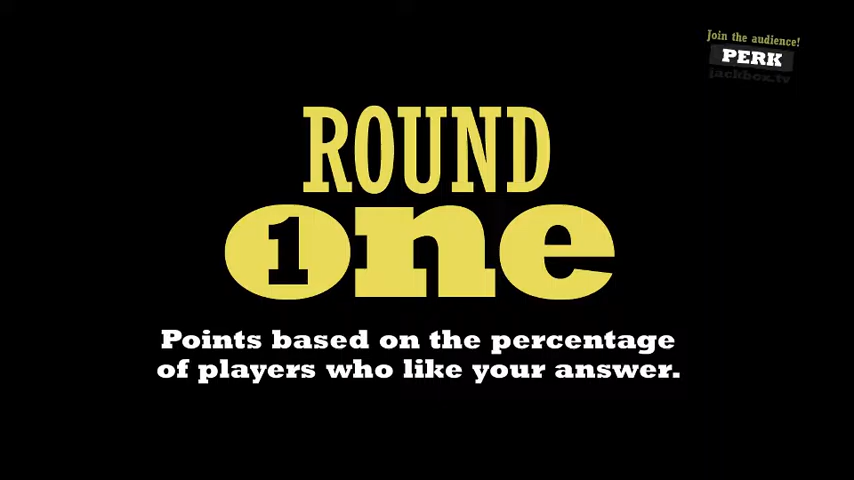 Join the audience!
PERK
jackbox.tv
ROUND
1
One
Points based on the percentage
of players who like your answer.